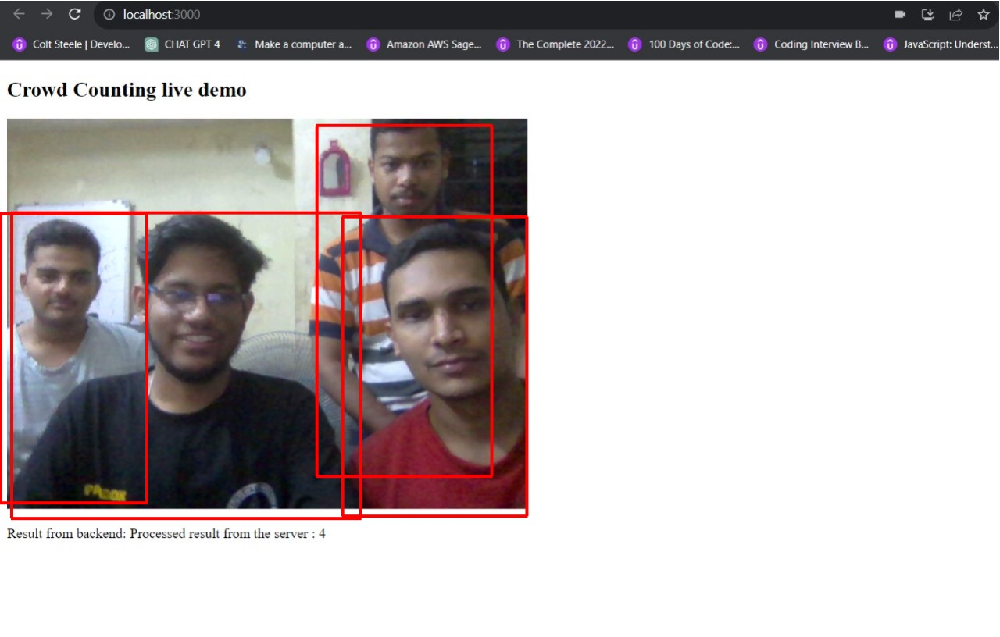 localhost:3000
Colt Steele | Develo... CHAT GPT 4 Make a computer a... Amazon AWS Sage... The Complete 2022... 100 Days of Code:... Coding Interview B... JavaScript: Underst...
Crowd Counting live demo
Result from backend: Processed result from the server : 4